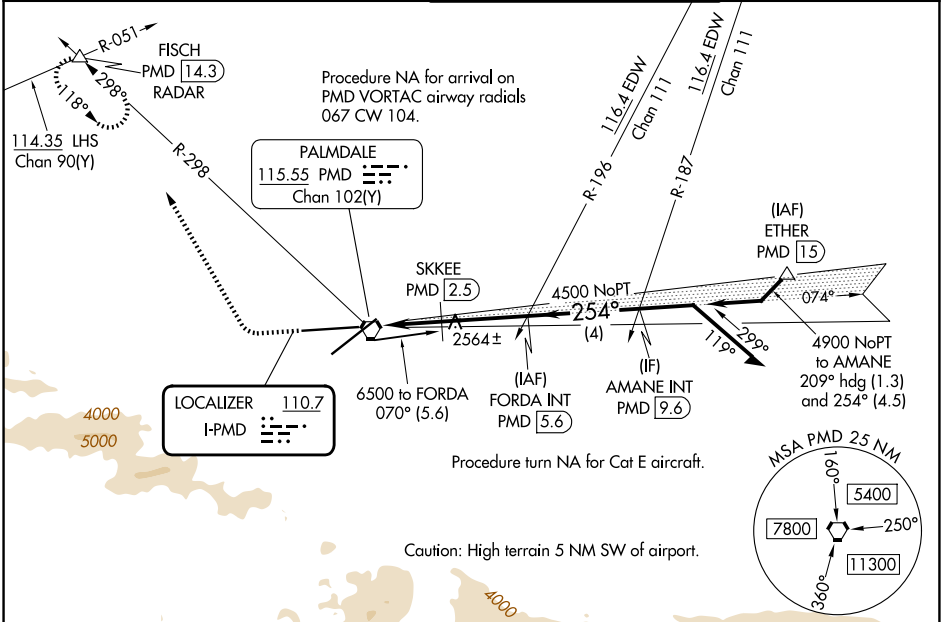 R-051
FISCH
PMD 14.3
RADAR
298°
118°
114.35 LHS
Chan 90(Y)
R-298
Procedure NA for arrival on
PMD VORTAC airway radials
067 CW 104.
PALMDALE
115.55 PMD
Chan 102(Y)
116.4 EDW
Chan 111
R-196
116.4 EDW
Chan 111
R-187
(IAF)
ETHER
PMD 15
SKKEE
PMD 2.5
4500 NoPT
254°
(4)
074°
2564±
299°
119°
4900 NoPT
to AMANE
209° hdg (1.3)
and 254° (4.5)
6500 to FORDA
070° (5.6)
(IAF)
FORDA INT
PMD 5.6
(IF)
AMANE INT
PMD 9.6
LOCALIZER 110.7
I-PMD
4000
5000
Procedure turn NA for Cat E aircraft.
Caution: High terrain 5 NM SW of airport.
4000
MSA PMD 25 NM
160°
5400
7800
250°
11300
360°